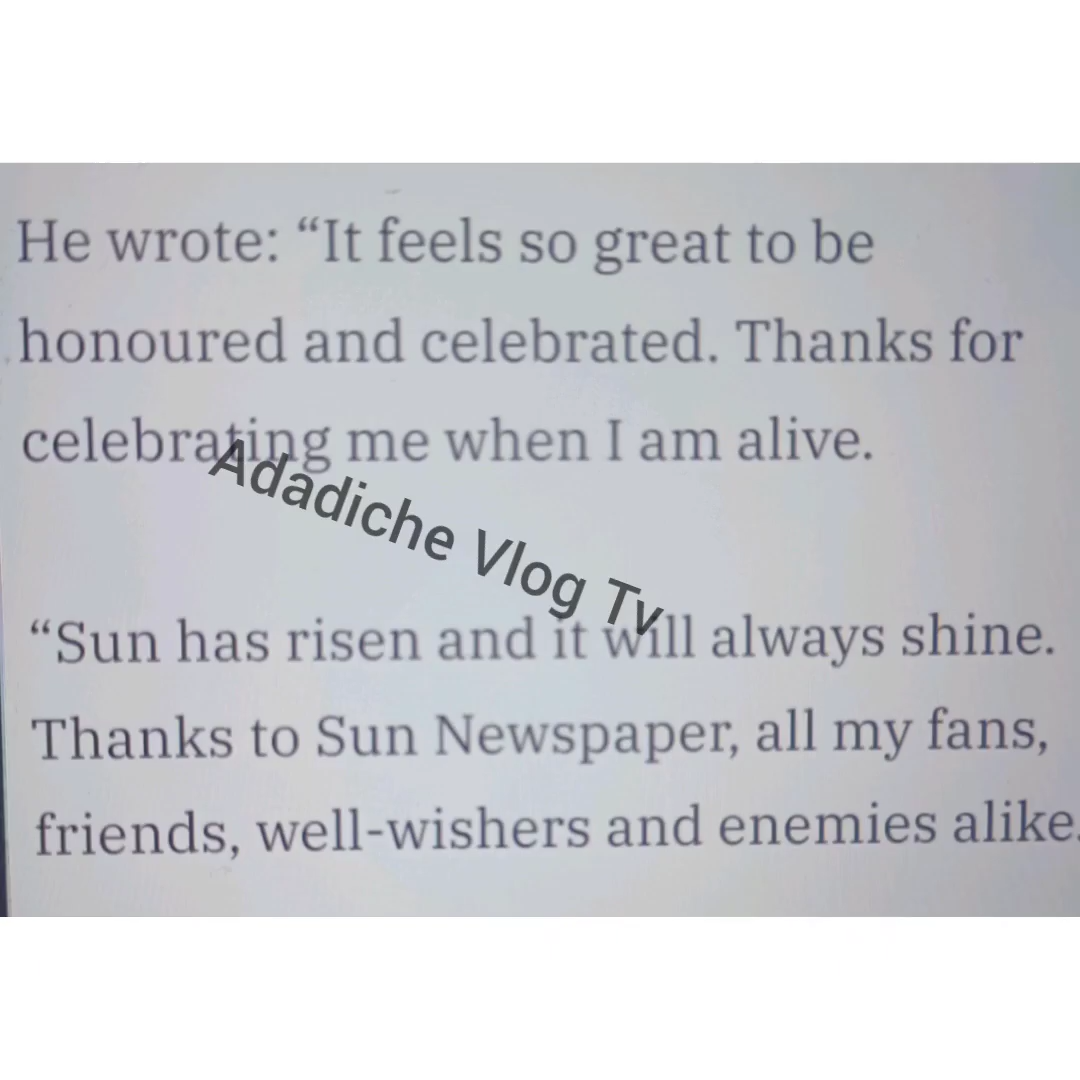 He wrote: “It feels so great to be
honoured and celebrated. Thanks for
celebrating me when I am alive.
Adadiche Vlog Tv
“Sun has risen and it will always shine.
Thanks to Sun Newspaper, all my fans,
friends, well-wishers and enemies alike.